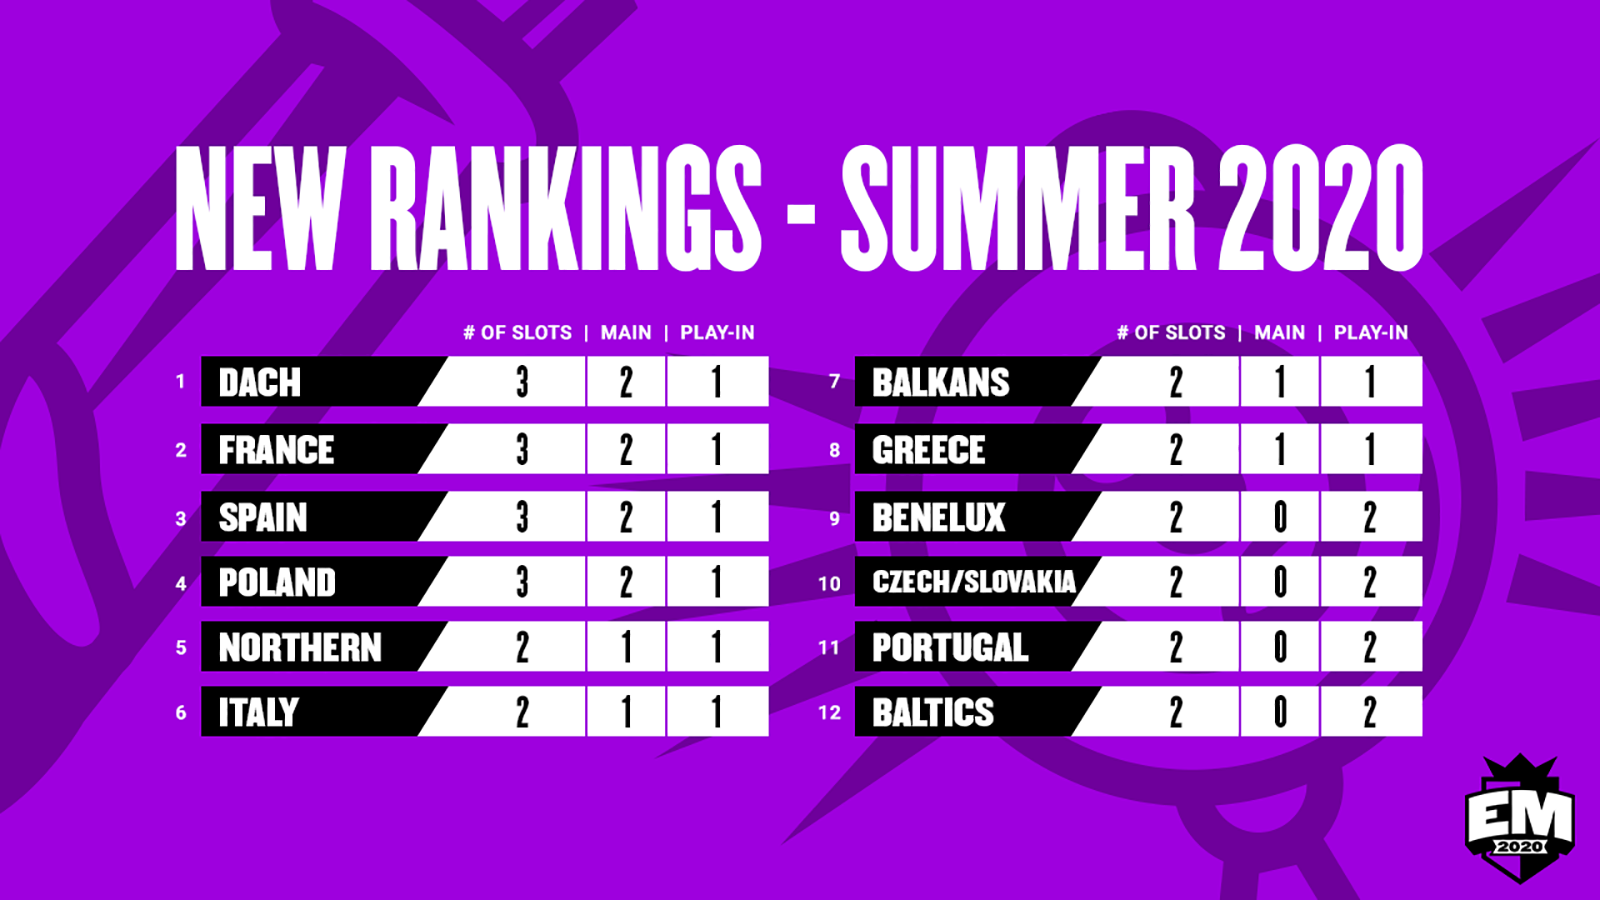 NEW RANKINGS - SUMMER 2020
# OF SLOTS | MAIN | PLAY-IN
1 DACH 3 2 1
2 FRANCE 3 2 1
3 SPAIN 3 2 1
4 POLAND 3 2 1
5 NORTHERN 2 1 1
6 ITALY 2 1 1
# OF SLOTS | MAIN | PLAY-IN
7 BALKANS 2 1 1
8 GREECE 2 1 1
9 BENELUX 2 0 2
10 CZECH/SLOVAKIA 2 0 2
11 PORTUGAL 2 0 2
12 BALTICS 2 0 2
EM
2020